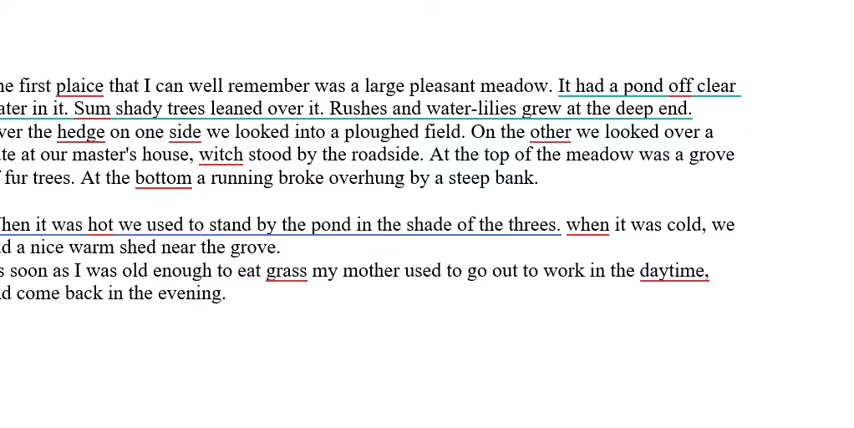 he first plaice that I can well remember was a large pleasant meadow. It had a pond off clear
ater in it. Sum shady trees leaned over it. Rushes and water-lilies grew at the deep end.
ver the hedge on one side we looked into a ploughed field. On the other we looked over a
te at our master's house, witch stood by the roadside. At the top of the meadow was a grove
f fur trees. At the bottom a running broke overhung by a steep bank.
hen it was hot we used to stand by the pond in the shade of the threes. when it was cold, we
d a nice warm shed near the grove.
s soon as I was old enough to eat grass my mother used to go out to work in the daytime,
d come back in the evening.